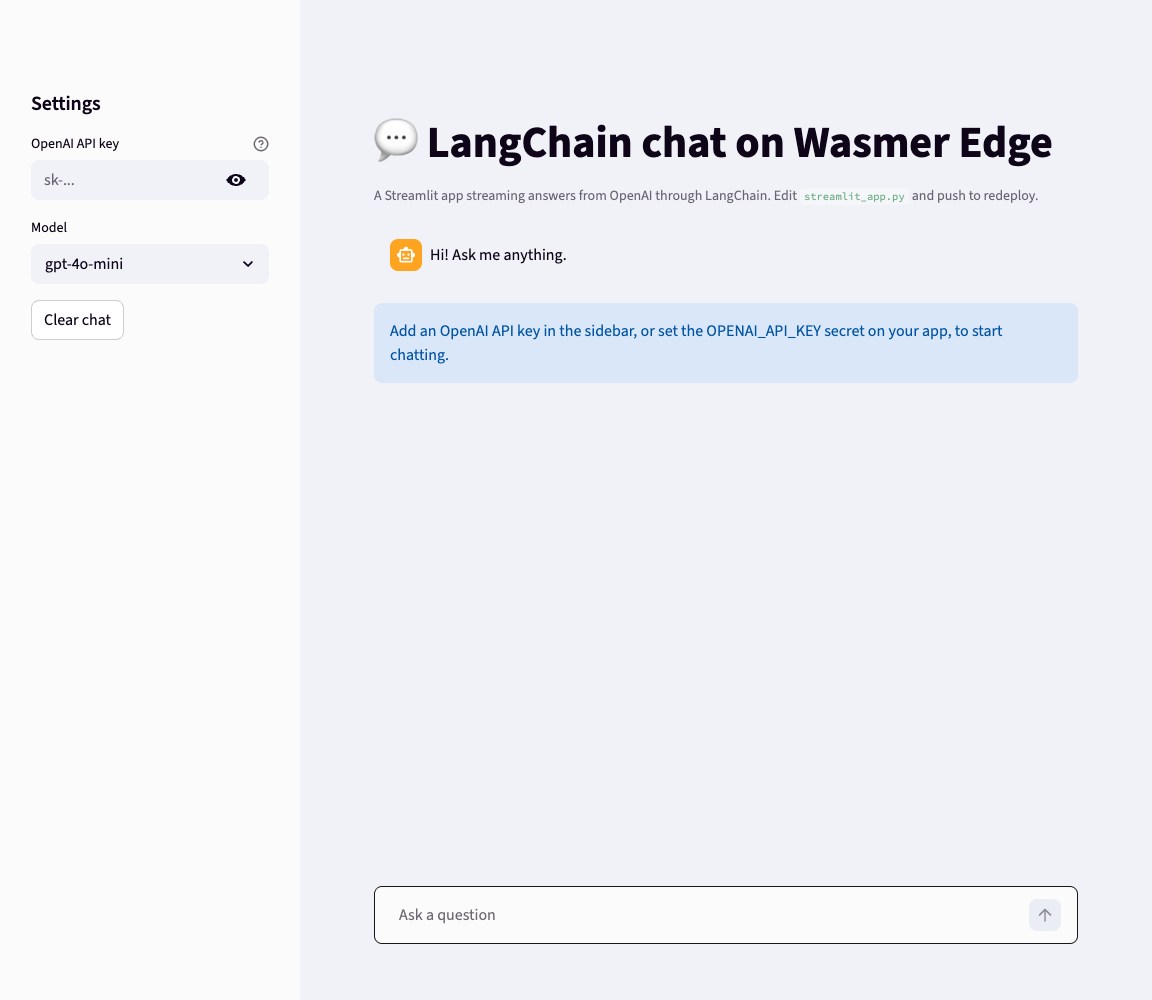 Settings
OpenAI API key
sk-...
Model
gpt-4o-mini
Clear chat
LangChain chat on Wasmer Edge
A Streamlit app streaming answers from OpenAI through LangChain. Edit streamlit_app.py and push to redeploy.
Hi! Ask me anything.
Add an OpenAI API key in the sidebar, or set the OPENAI_API_KEY secret on your app, to start
chatting.
Ask a question